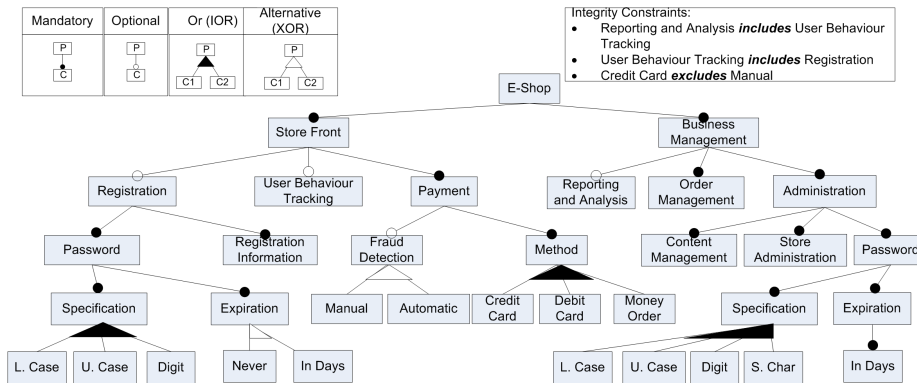 Mandatory
Optional
Or (IOR)
Alternative
(XOR)
P
C
P
C
P
C1
C2
P
C1
C2
Integrity Constraints:
• Reporting and Analysis includes User Behaviour
Tracking
• User Behaviour Tracking includes Registration
• Credit Card excludes Manual
E-Shop
Store Front
Business
Management
Registration
User Behaviour
Tracking
Payment
Reporting
and Analysis
Order
Management
Administration
Password
Registration
Information
Fraud
Detection
Method
Content
Management
Store
Administration
Password
Specification
Expiration
Manual
Automatic
Credit
Card
Debit
Card
Money
Order
Specification
Expiration
L. Case
U. Case
Digit
Never
In Days
L. Case
U. Case
Digit
S. Char
In Days